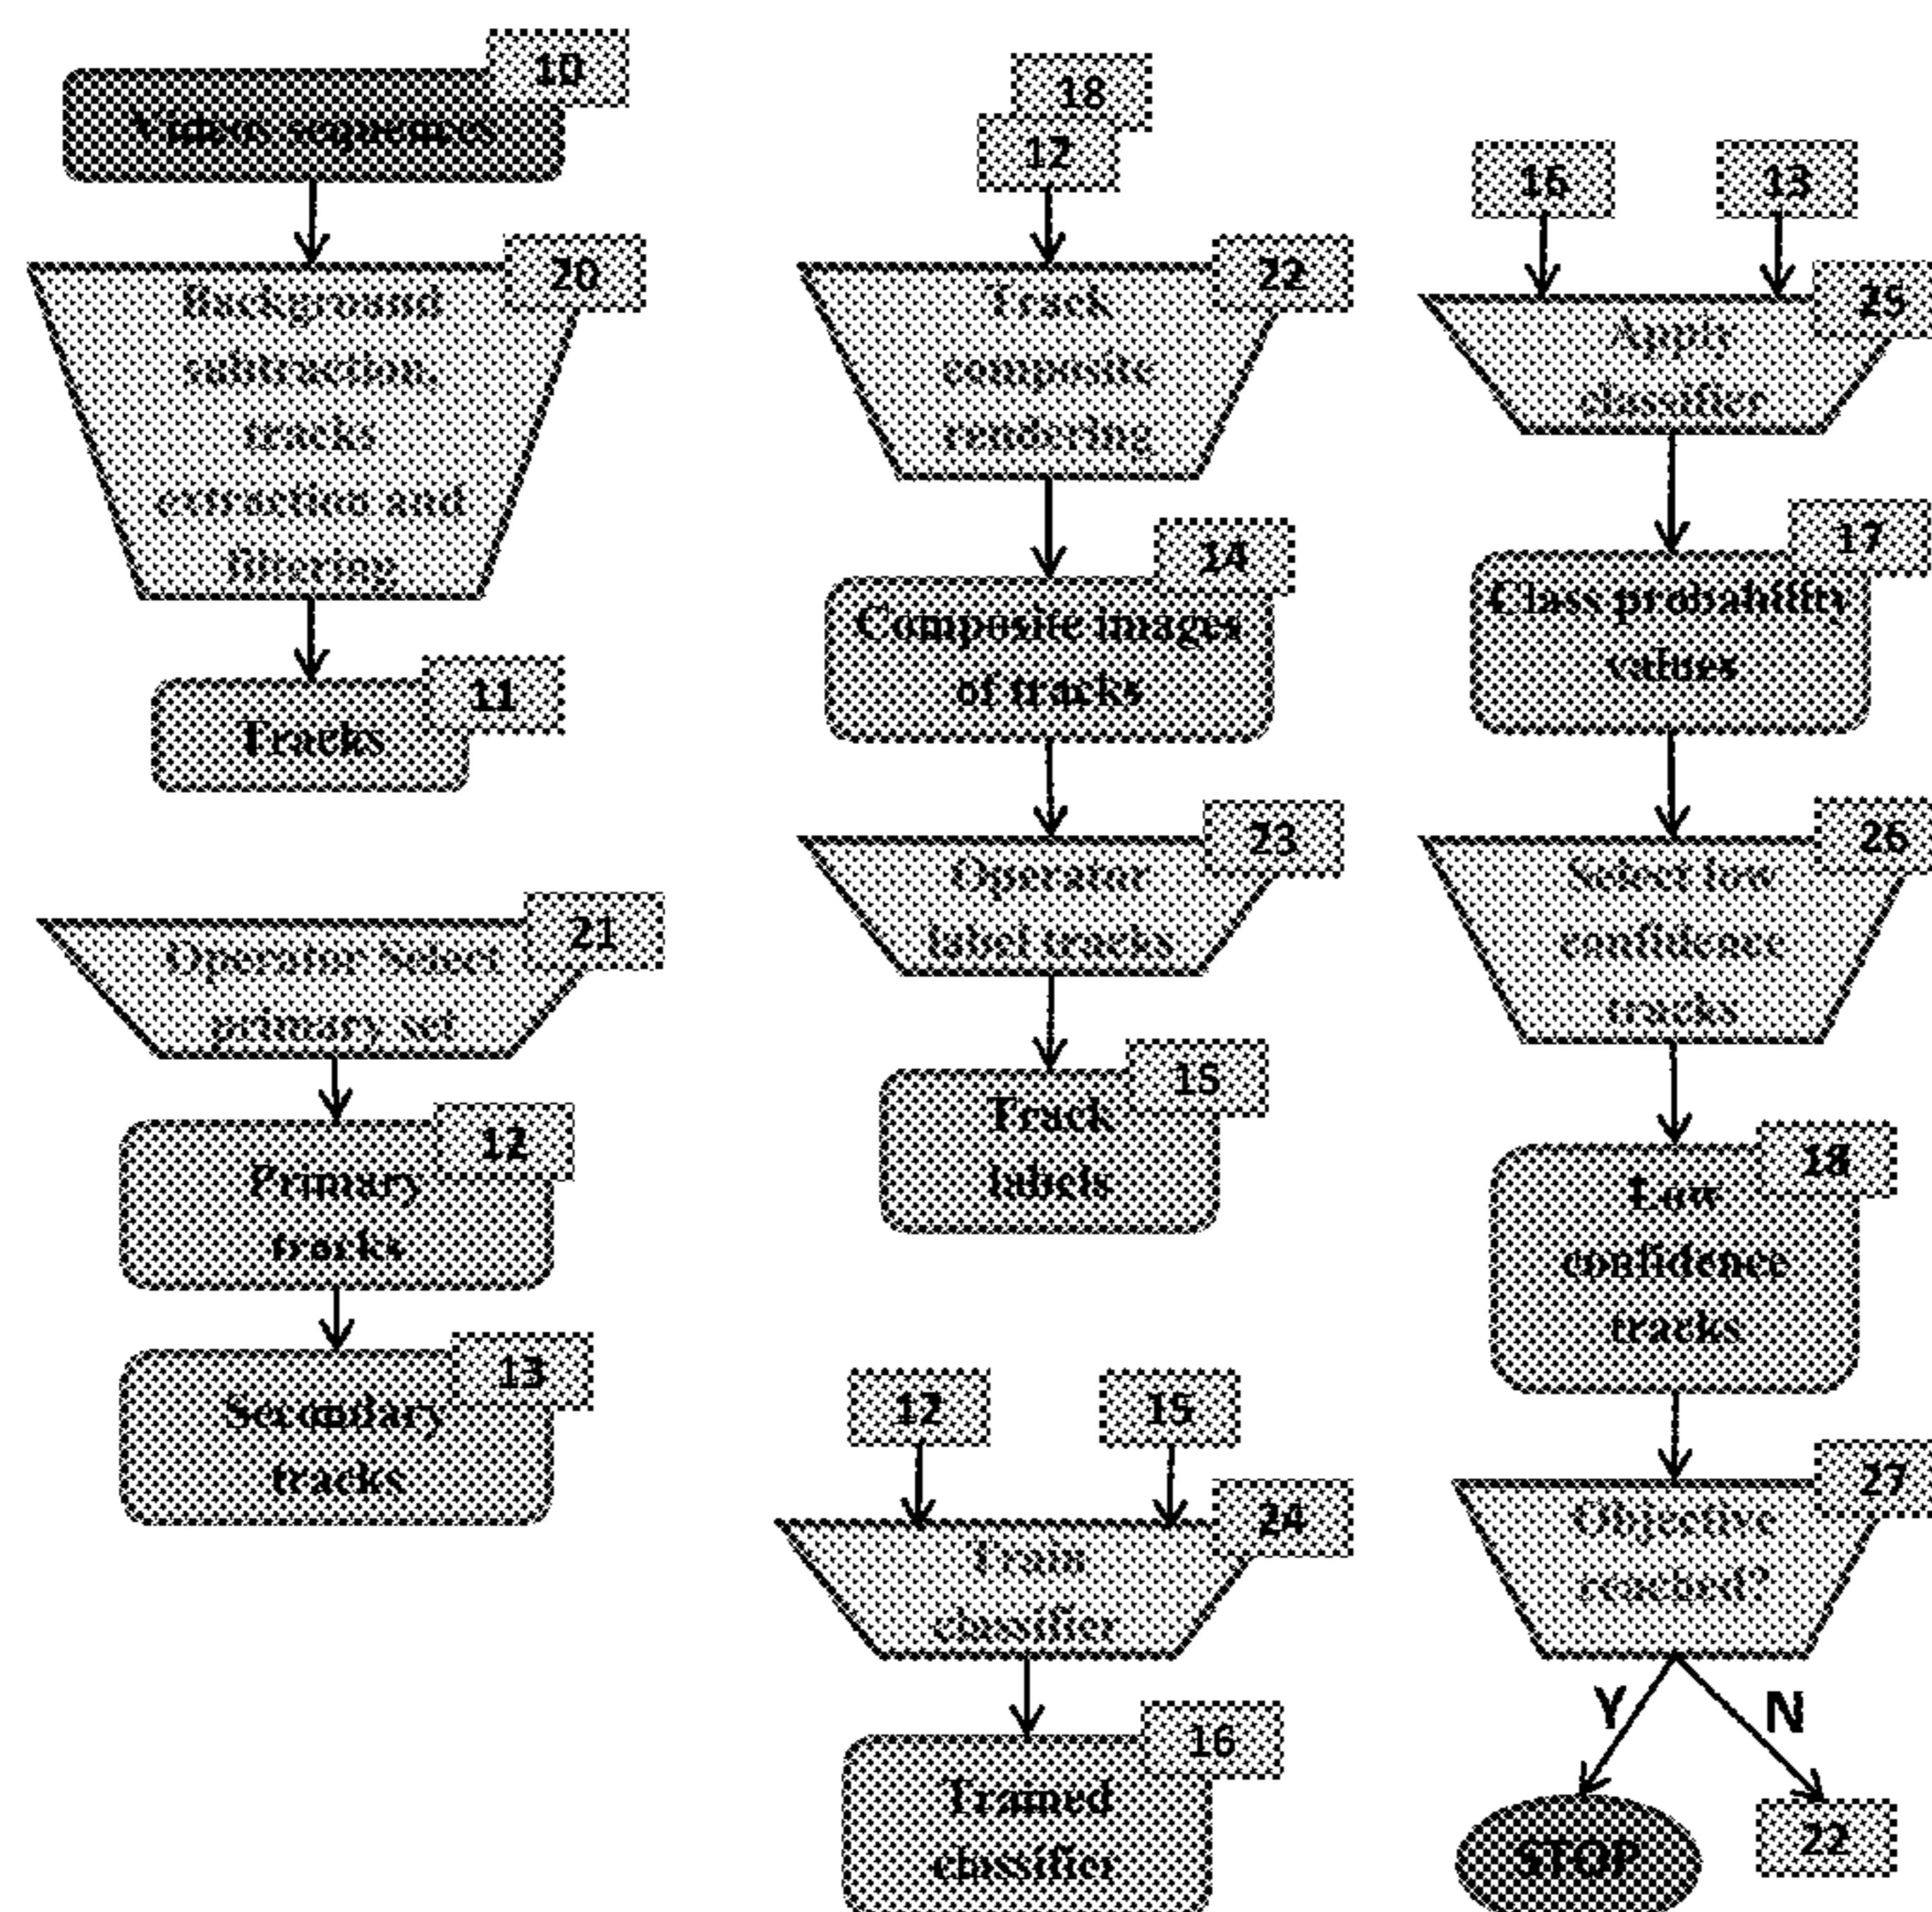 10
Videos sequences
20
Background
subtraction,
tracks
extraction and
filtering
11
Tracks
21
Operator Select
primary set
12
Primary
tracks
13
Secondary
tracks
18
12
22
Track
composite
rendering
14
Composite images
of tracks
23
Operator
label tracks
15
Track
labels
12
15
24
Train
classifier
16
Trained
classifier
16
13
25
Apply
classifier
17
Class probability
values
26
Select low
confidence
tracks
18
Low
confidence
tracks
27
Objective
reached?
Y
N
STOP
22